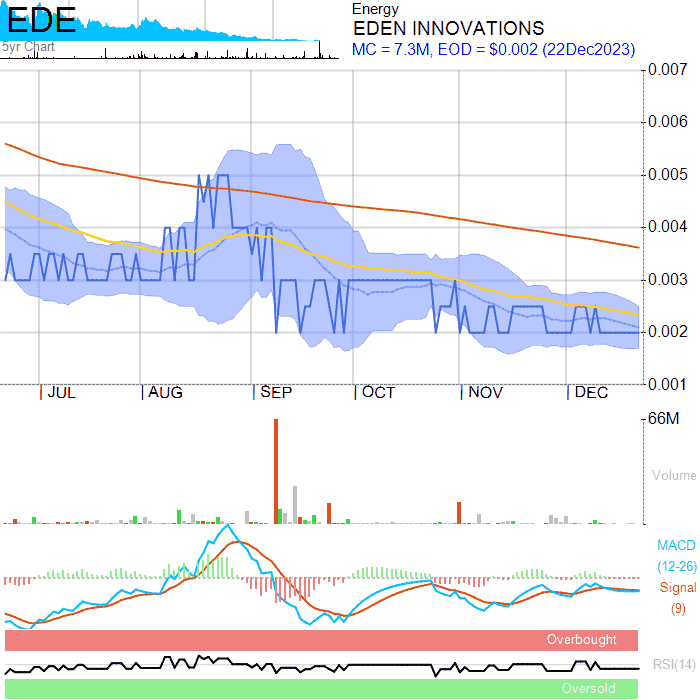 EDE
5yr Chart
Energy
EDEN INNOVATIONS
MC = 7.3M, EOD = $0.002 (22Dec2023)
0.007
0.006
0.005
0.004
0.003
0.002
0.001
JUL AUG SEP OCT NOV DEC
66M
Volume
MACD
(12-26)
Signal
(9)
Overbought
RSI(14)
Oversold